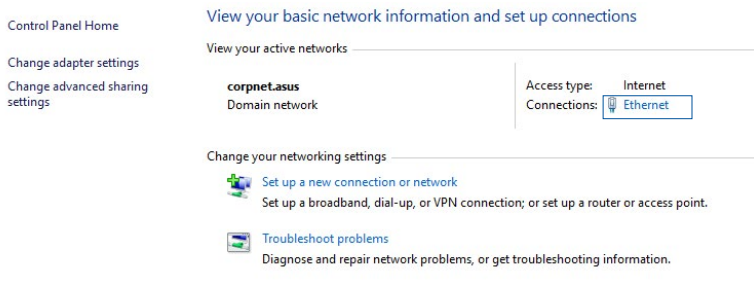 Control Panel Home
Change adapter settings
Change advanced sharing
settings
View your basic network information and set up connections
View your active networks
corpnet.asus
Domain network
Access type: Internet
Connections: Ethernet
Change your networking settings
Set up a new connection or network
Set up a broadband, dial-up, or VPN connection; or set up a router or access point.
Troubleshoot problems
Diagnose and repair network problems, or get troubleshooting information.